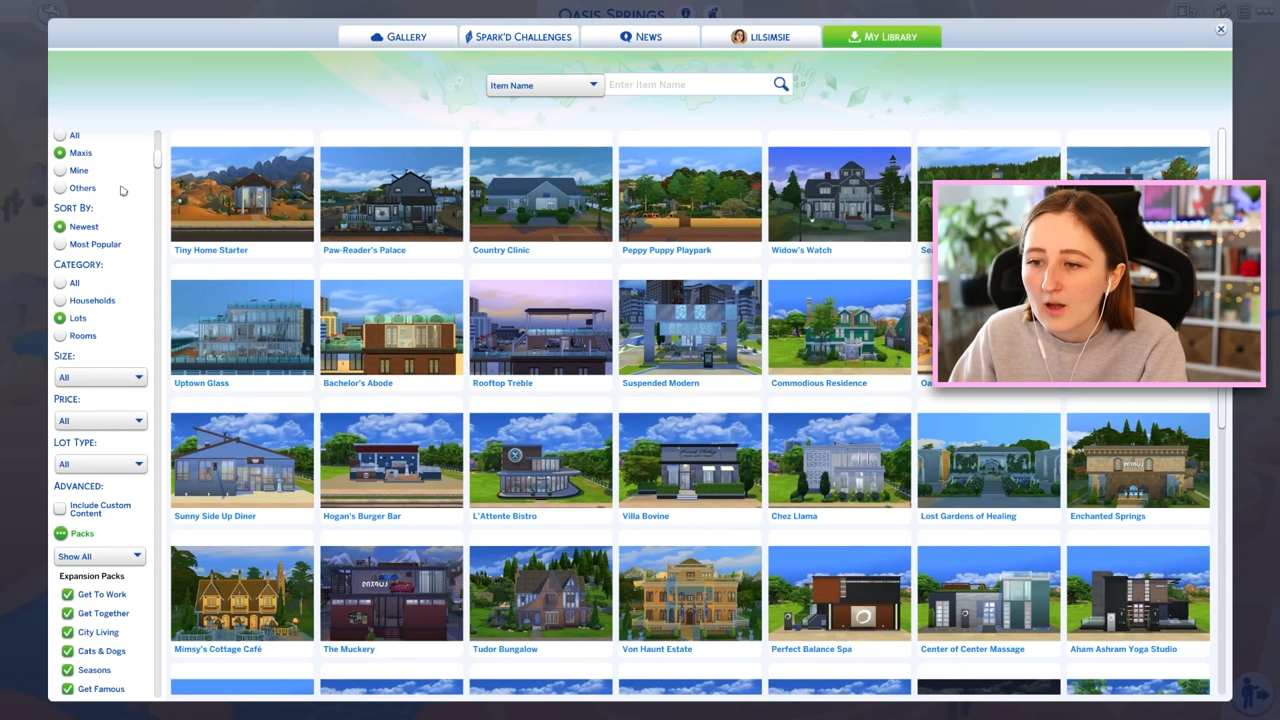 Oasis Springs
Gallery
Spark'd Challenges
News
lilsimsie
My Library
Item Name
Enter Item Name
All
Maxis
Mine
Others
Sort By:
Newest
Most Popular
Category:
All
Households
Lots
Rooms
Size:
All
Price:
All
Lot Type:
All
Advanced:
Include Custom
Content
Packs
Show All
Expansion Packs
Get To Work
Get Together
City Living
Cats & Dogs
Seasons
Get Famous
Tiny Home Starter
Paw-Reader's Palace
Country Clinic
Peppy Puppy Playpark
Widow's Watch
Uptown Glass
Bachelor's Abode
Rooftop Treble
Suspended Modern
Commodious Residence
Sunny Side Up Diner
Hogan's Burger Bar
L'Attente Bistro
Villa Bovine
Chez Llama
Lost Gardens of Healing
Enchanted Springs
Mimsy's Cottage Café
The Muckery
Tudor Bungalow
Von Haunt Estate
Perfect Balance Spa
Center of Center Massage
Aham Ashram Yoga Studio